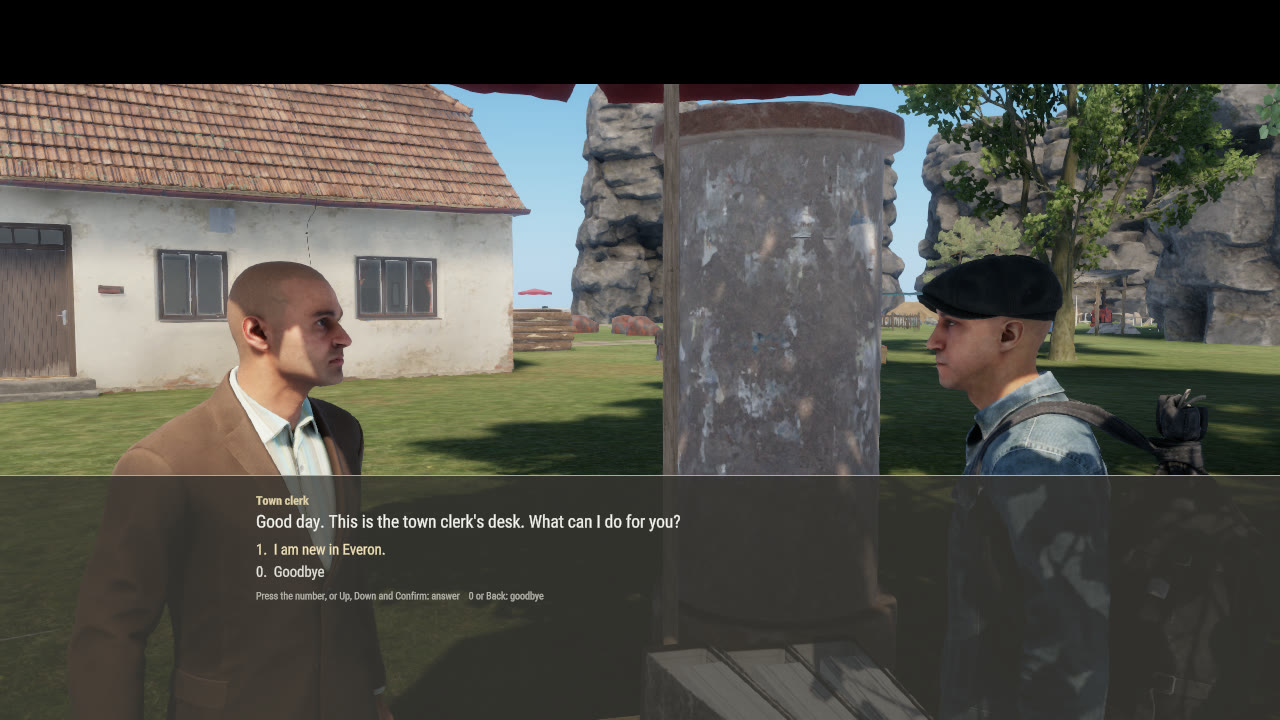 Town clerk
Good day. This is the town clerk's desk. What can I do for you?
1. I am new in Everon.
0. Goodbye
Press the number, or Up, Down and Confirm: answer 0 or Back: goodbye